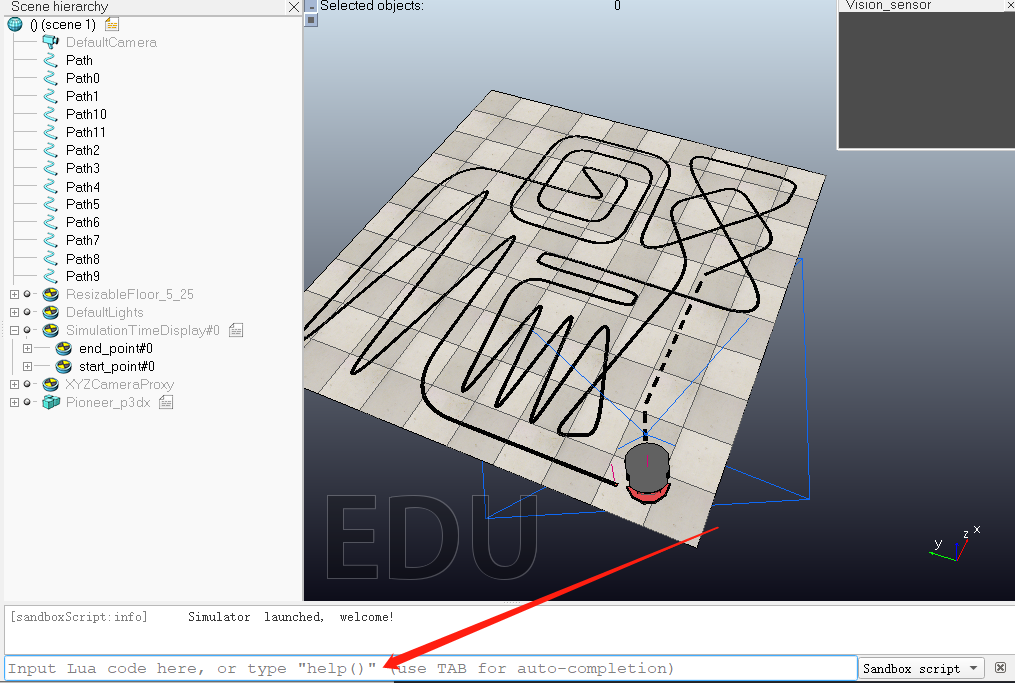 Scene hierarchy
() (scene 1)
DefaultCamera
Path
Path0
Path1
Path10
Path11
Path2
Path3
Path4
Path5
Path6
Path7
Path8
Path9
ResizableFloor_5_25
DefaultLights
SimulationTimeDisplay#0
end_point#0
start_point#0
XYZCameraProxy
Pioneer_p3dx
Selected objects: 0
Vision_sensor
EDU
x
z
y
[sandboxScript:info] Simulator launched, welcome!
Input Lua code here, or type "help()" (use TAB for auto-completion)
Sandbox script